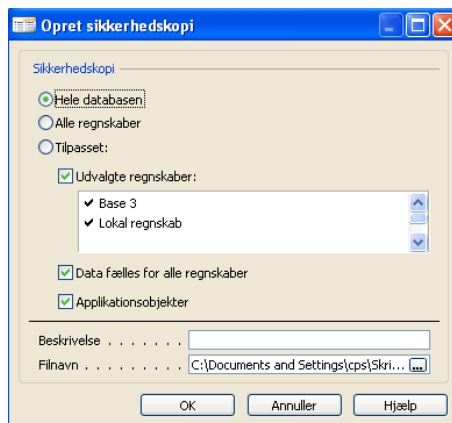 Opret sikkerhedskopi
Sikkerhedskopi
Hele databasen
Alle regnskaber
Tilpasset:
Udvalgte regnskaber:
Base 3
Lokal regnskab
Data fælles for alle regnskaber
Applikationsobjekter
Beskrivelse . . . . . . .
Filnavn . . . . . . . . . C:\Documents and Settings\cps\Skri... ...
OK Annuller Hjælp